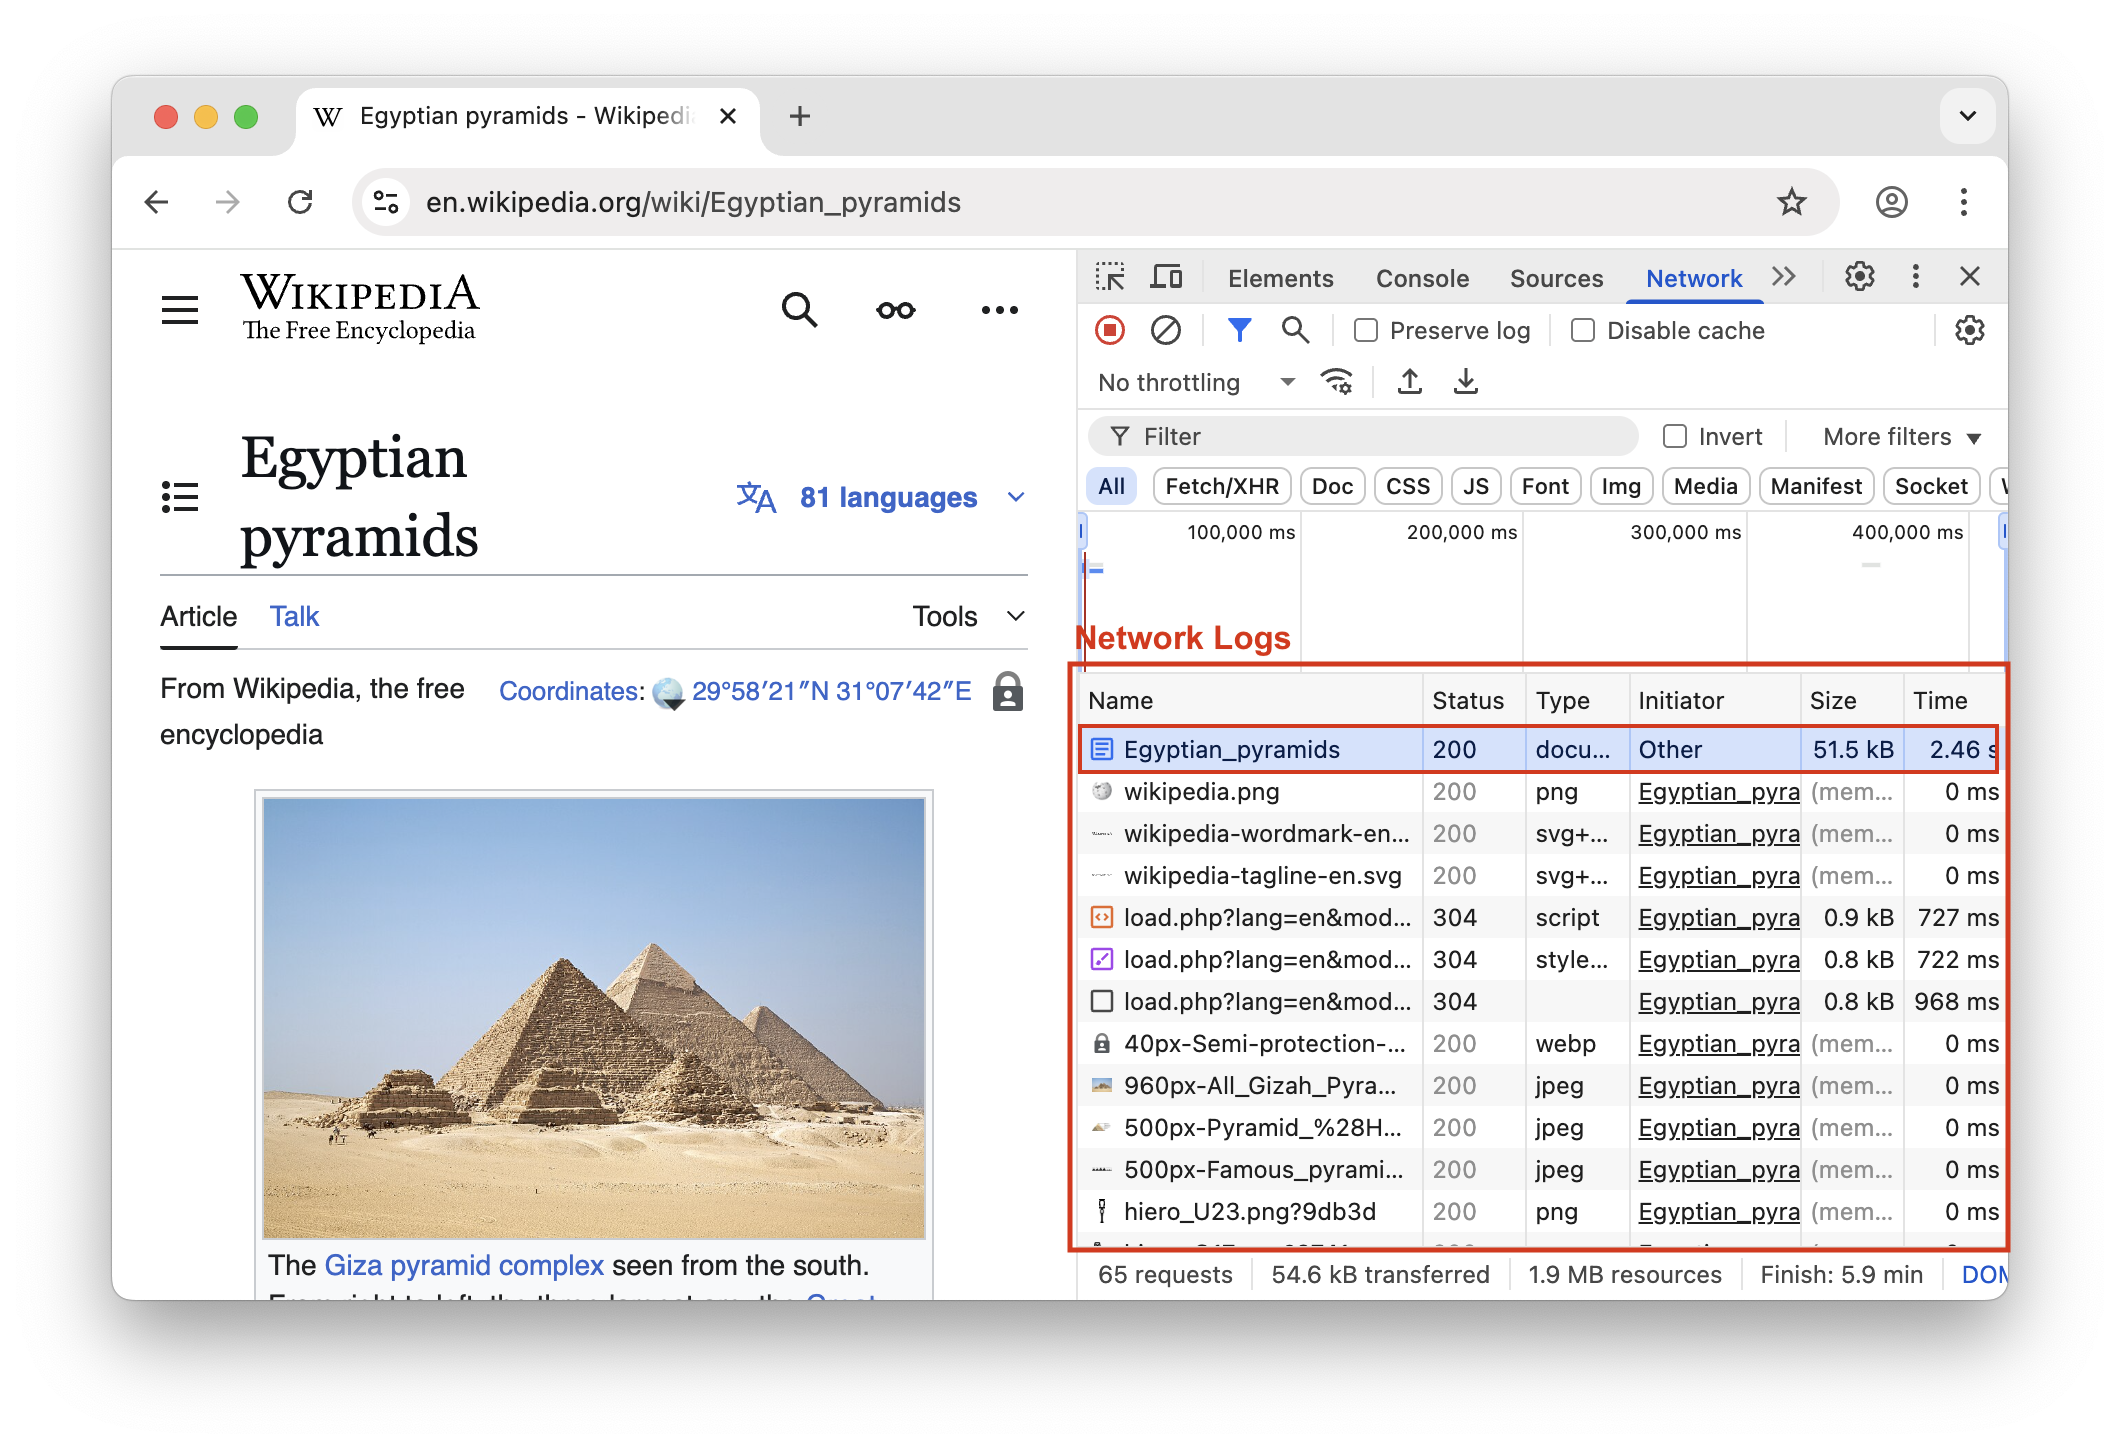 Egyptian pyramids - Wikipedi
en.wikipedia.org/wiki/Egyptian_pyramids
WIKIPEDIA
The Free Encyclopedia
Egyptian
pyramids
文A 81 languages
Article Talk Tools
From Wikipedia, the free
encyclopedia
Coordinates: 29°58′21″N 31°07′42″E
The Giza pyramid complex seen from the south.
Elements Console Sources Network
Preserve log Disable cache
No throttling
Filter Invert More filters
All Fetch/XHR Doc CSS JS Font Img Media Manifest Socket
100,000 ms 200,000 ms 300,000 ms 400,000 ms
Network Logs
Name Status Type Initiator Size Time
Egyptian_pyramids 200 docu... Other 51.5 kB 2.46 s
wikipedia.png 200 png Egyptian_pyra (mem... 0 ms
wikipedia-wordmark-en... 200 svg+... Egyptian_pyra (mem... 0 ms
wikipedia-tagline-en.svg 200 svg+... Egyptian_pyra (mem... 0 ms
load.php?lang=en&mod... 304 script Egyptian_pyra 0.9 kB 727 ms
load.php?lang=en&mod... 304 style... Egyptian_pyra 0.8 kB 722 ms
load.php?lang=en&mod... 304 Egyptian_pyra 0.8 kB 968 ms
40px-Semi-protection-... 200 webp Egyptian_pyra (mem... 0 ms
960px-All_Gizah_Pyra... 200 jpeg Egyptian_pyra (mem... 0 ms
500px-Pyramid_%28H... 200 jpeg Egyptian_pyra (mem... 0 ms
500px-Famous_pyrami... 200 jpeg Egyptian_pyra (mem... 0 ms
hiero_U23.png?9db3d 200 png Egyptian_pyra (mem... 0 ms
65 requests 54.6 kB transferred 1.9 MB resources Finish: 5.9 min DOM